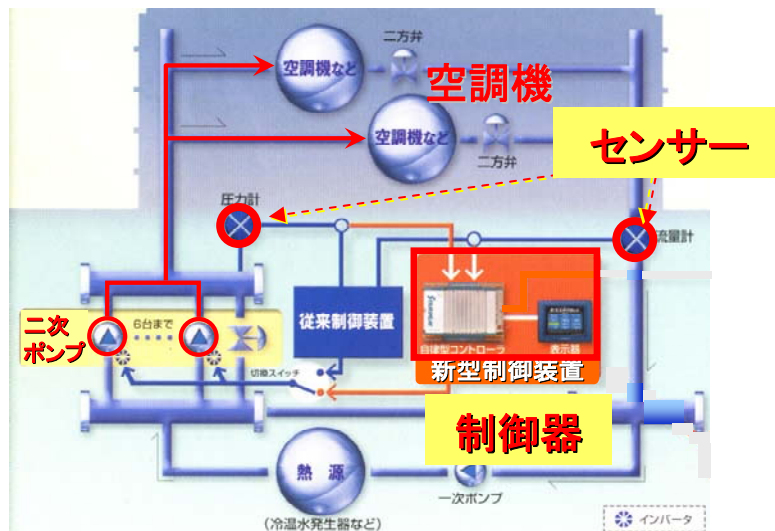 二方弁
空調機など
空調機
空調機など
二方弁
センサー
圧力計
流量計
従来制御装置
自律型コントローラ
表示器
新型制御装置
二次
ポンプ
6台まで
切換スイッチ
制御器
熱 源
(冷温水発生器など)
一次ポンプ
インバータ